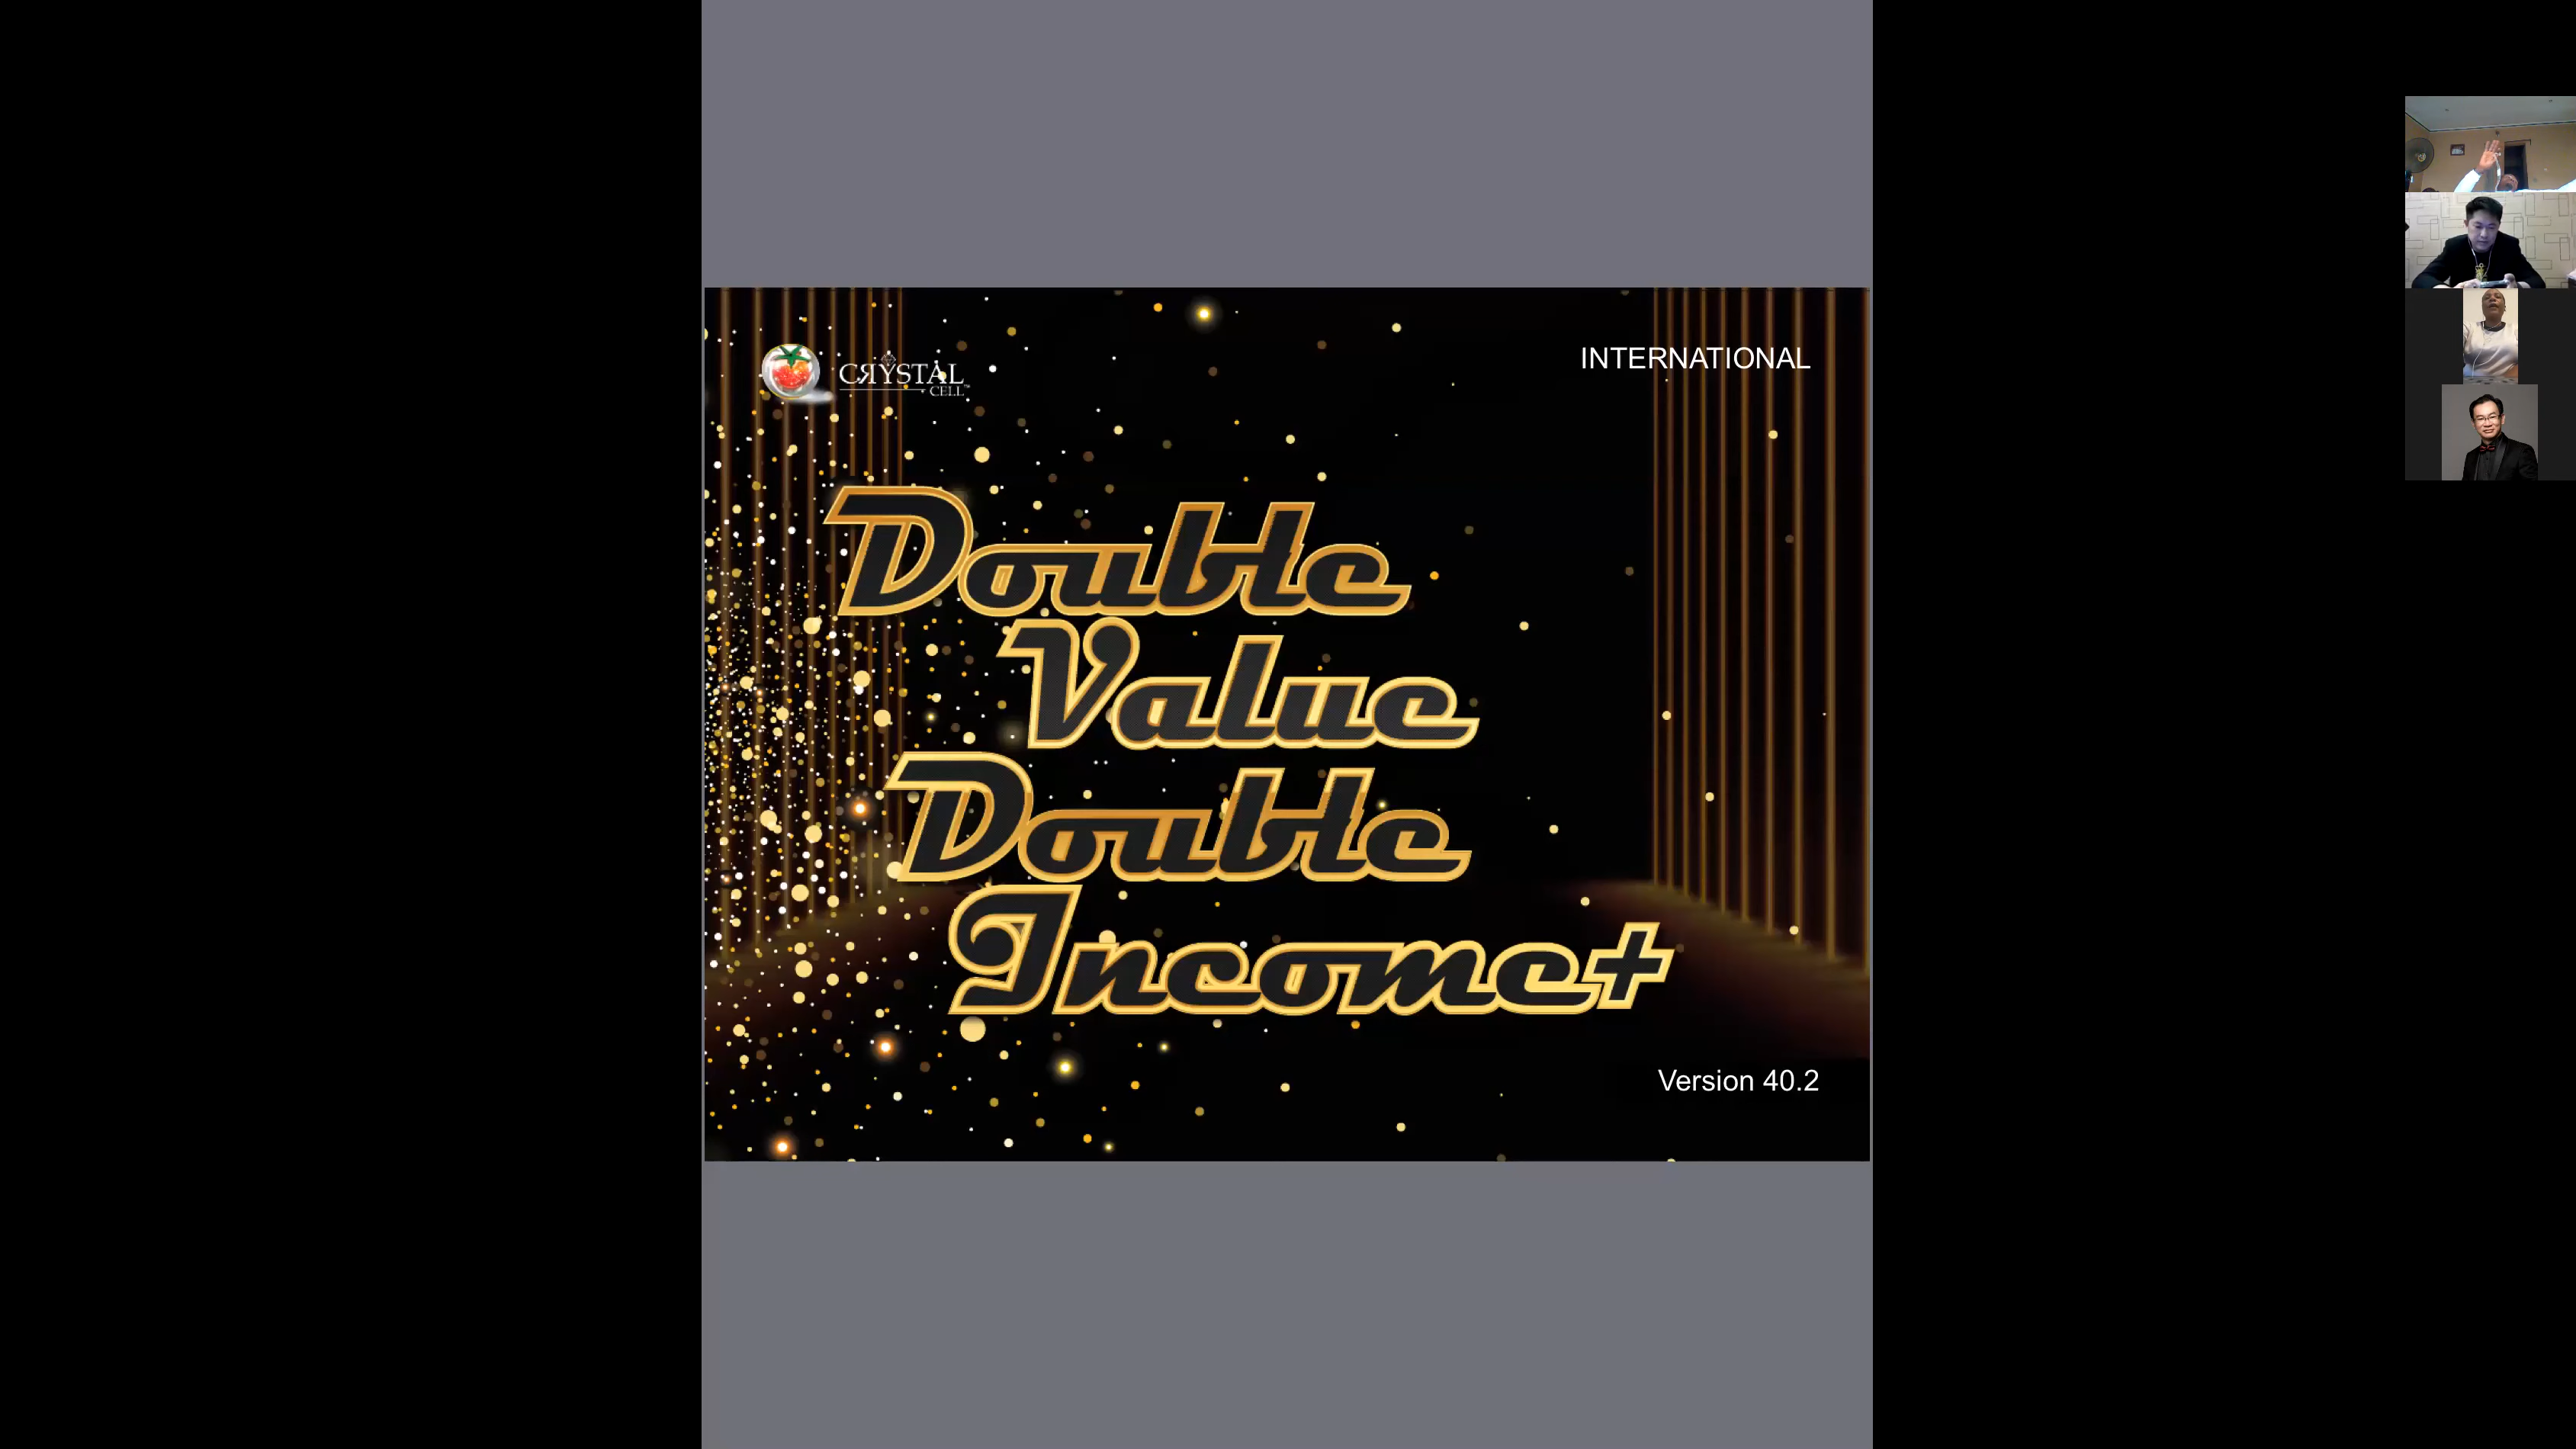 CRYSTAL
CELL
INTERNATIONAL
Double
Value
Double
Income+
Version 40.2